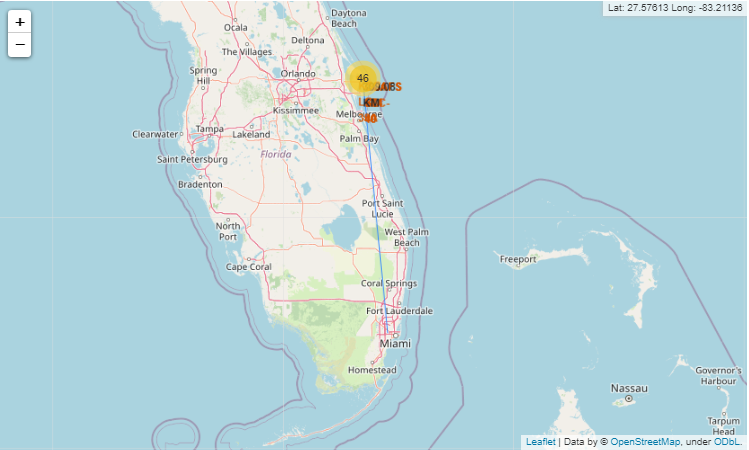 +
−
Lat: 27.57613 Long: -83.21136
Daytona
Beach
Ocala
Deltona
The Villages
Spring
Hill
Orlando
46
Kissimmee
KM
Melbourne
Clearwater
Tampa
Lakeland
Palm Bay
Saint Petersburg
Florida
Bradenton
Port Saint
Lucie
North
Port
West Palm
Beach
Cape Coral
Freeport
Coral Springs
Fort Lauderdale
Miami
Homestead
Governor's
Harbour
Nassau
Tarpum
Head
Leaflet | Data by © OpenStreetMap, under ODbL.